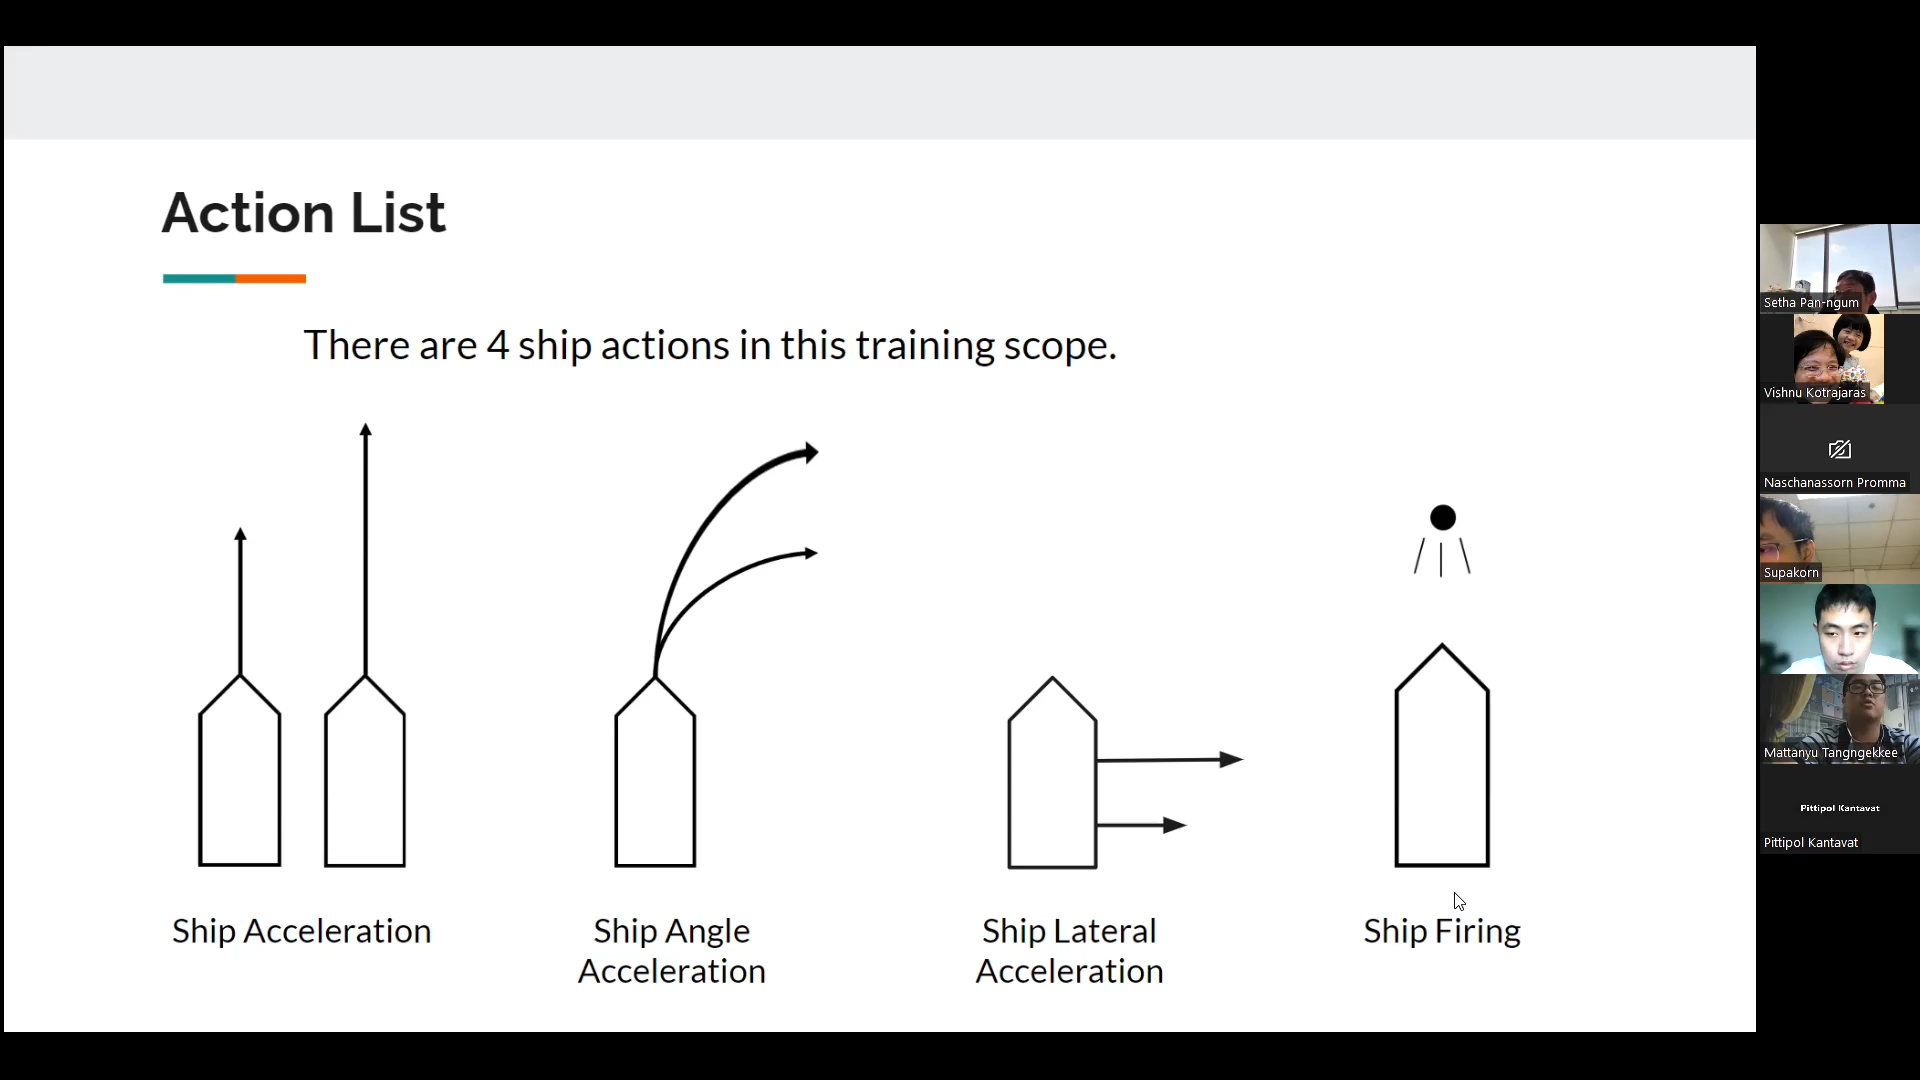 Action List
There are 4 ship actions in this training scope.
Ship Acceleration
Ship Angle
Acceleration
Ship Lateral
Acceleration
Ship Firing
Setha Pan-ngum
Vishnu Kotrajaras
Naschanassorn Promma
Supakorn
Mattanyu Tangngekkee
Pittipol Kantavat
Pittipol Kantavat